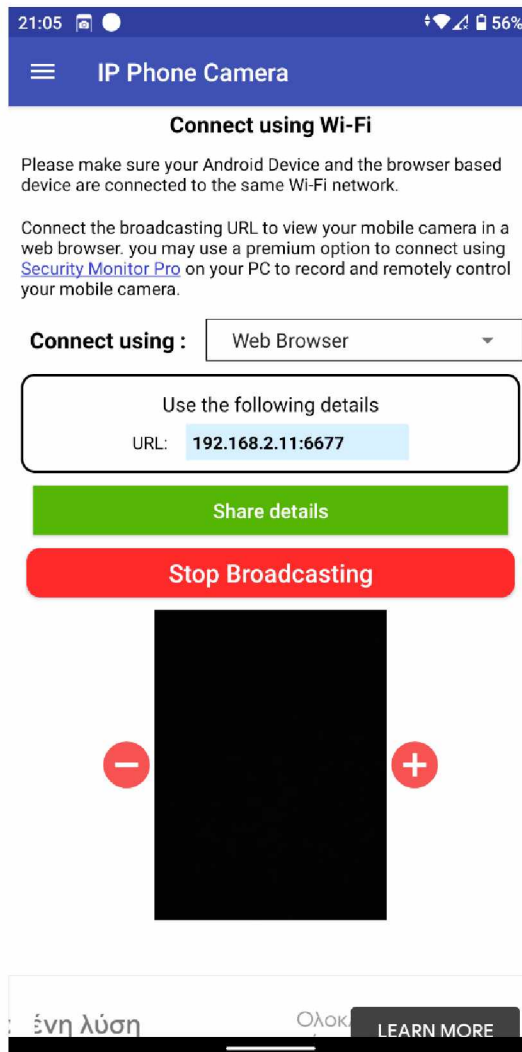 21:05
56%
IP Phone Camera
Connect using Wi-Fi
Please make sure your Android Device and the browser based
device are connected to the same Wi-Fi network.
Connect the broadcasting URL to view your mobile camera in a
web browser. you may use a premium option to connect using
Security Monitor Pro on your PC to record and remotely control
your mobile camera.
Connect using :
Web Browser
Use the following details
URL: 192.168.2.11:6677
Share details
Stop Broadcasting
ένη λύση
LEARN MORE